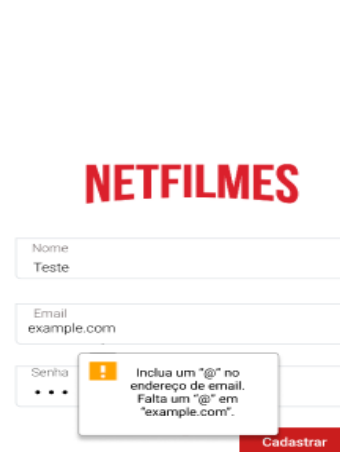 NETFILMES
Nome
Teste
Email
example.com
Senha
Inclua um "@" no
endereço de email.
Falta um "@" em
"example.com".
Cadastrar